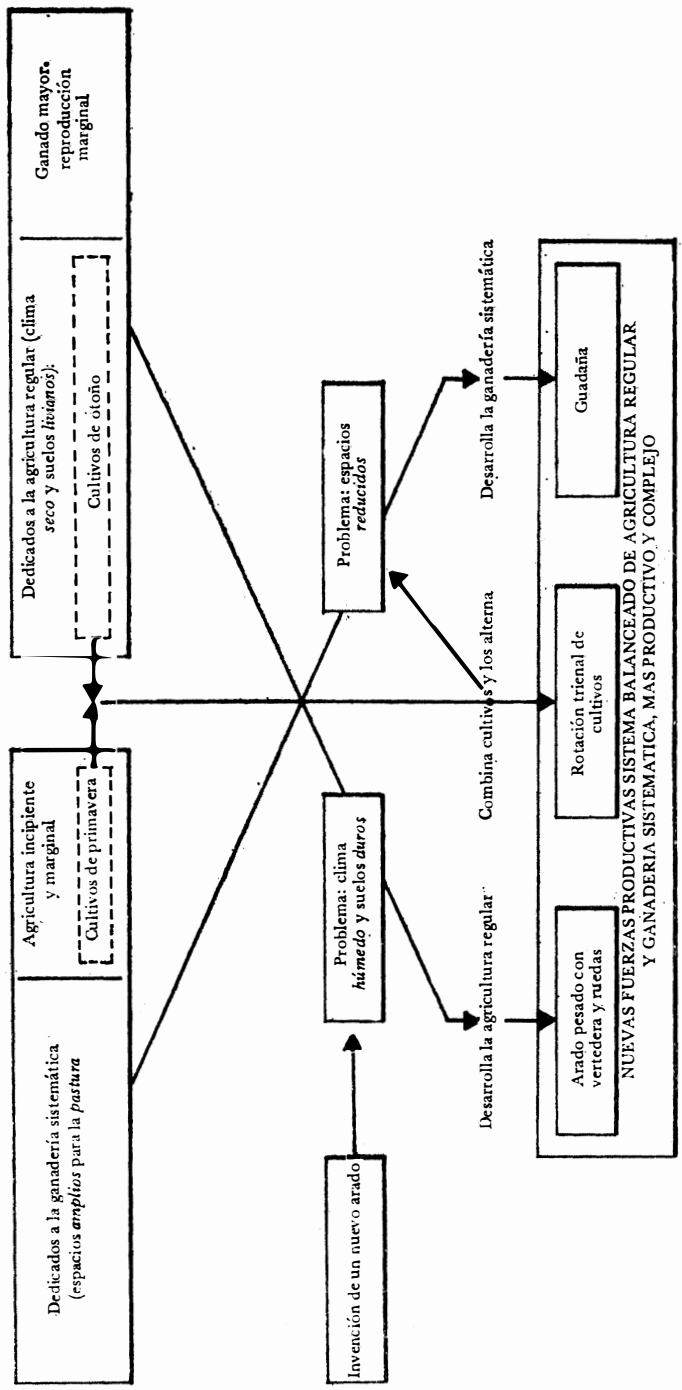 Dedicados a la ganadería sistemática
(espacios amplios para la pastura
Agricultura incipiente
y marginal
Cultivos de primavera
Dedicados a la agricultura regular (clima
seco y suelos livianos):
Cultivos de otoño
Ganado mayor.
reproducción
marginal
Invención de un nuevo arado
Problema: clima
húmedo y suelos duros
Problema: espacios
reducidos
Desarrolla la agricultura regular
Combina cultivos y los alterna
Desarrolla la ganadería sistemática
Arado pesado con
vertedera y ruedas
Rotación trienal de
cultivos
Guadaña
NUEVAS FUERZAS PRODUCTIVAS SISTEMA BALANCEADO DE AGRICULTURA REGULAR
Y GANADERIA SISTEMATICA, MAS PRODUCTIVO Y COMPLEJO